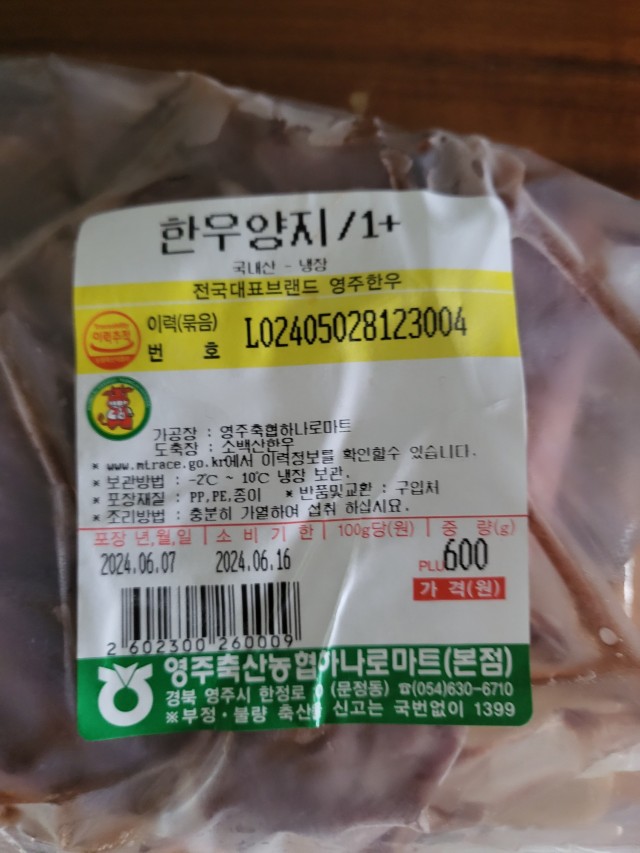 한우양지/1+
국내산 - 냉장
전국대표브랜드 영주한우
이력추적
이력(묶음) 번 호 L02405028123004
가공장 : 영주축협하나로마트
도축장 : 소백산한우
* www.mtrace.go.kr에서 이력정보를 확인할수 있습니다.
* 보관방법 : -2℃ ~ 10℃ 냉장 보관.
* 포장재질 : PP,PE,종이 * 반품및교환 : 구입처
* 조리방법 : 충분히 가열하여 섭취 하십시요.
포장 년,월,일 | 소 비 기 한 | 100g당(원) | 중 량(g)
2024.06.07 2024.06.16 PLU 600
가 격(원)
2 602300 260009
영주축산농협하나로마트(본점)
경북 영주시 한정로 (문정동) ☎(054)630-6710
※부정·불량 축산 신고는 국번없이 1399